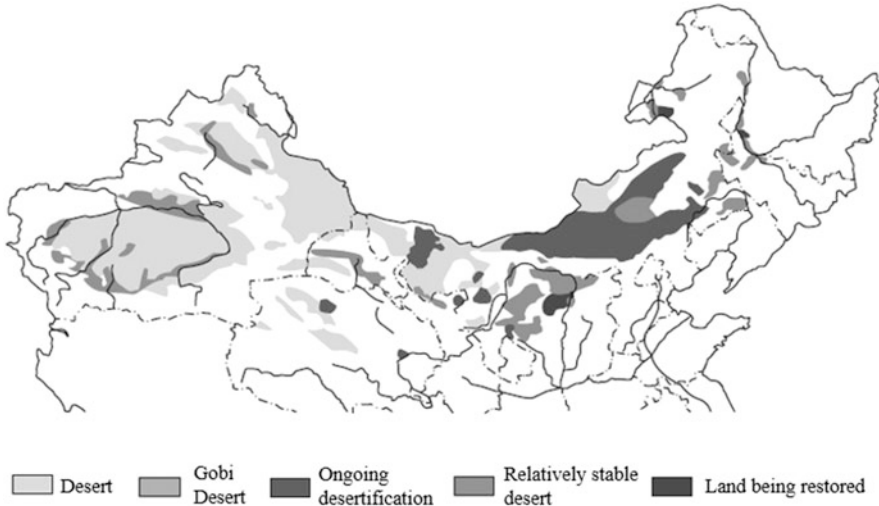 Desert
Gobi
Desert
Ongoing
desertification
Relatively stable
desert
Land being restored